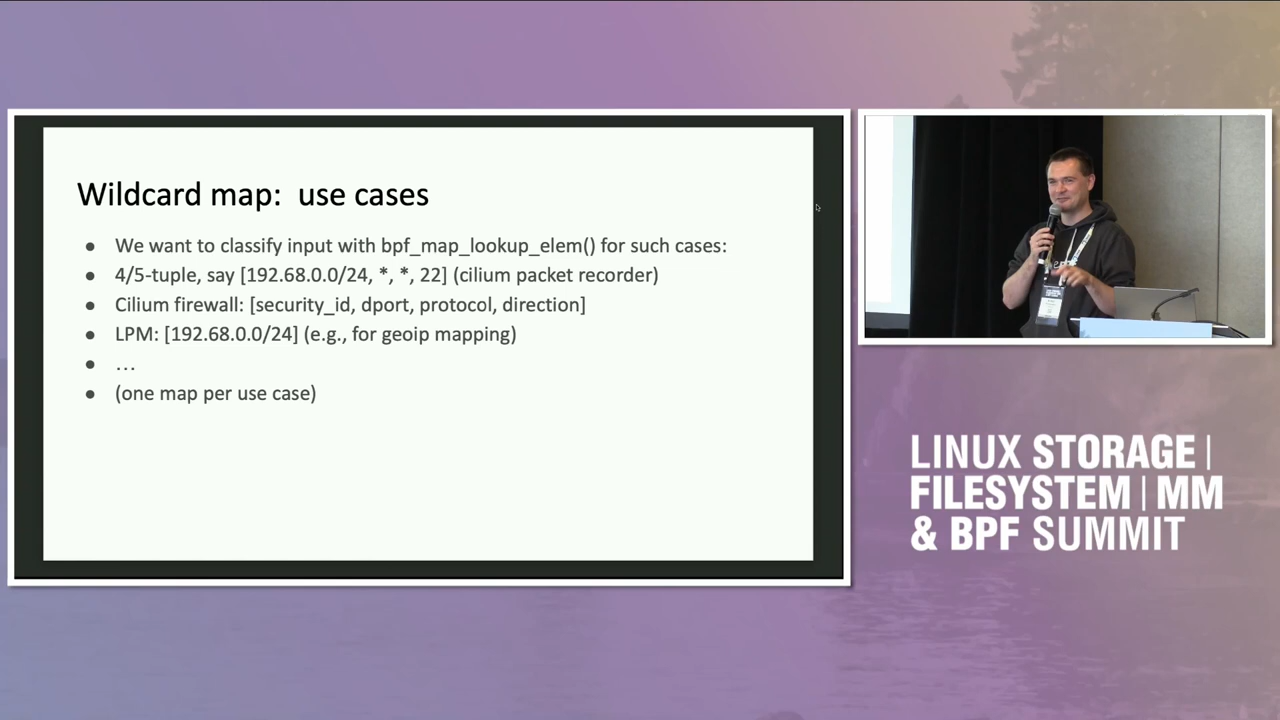 Wildcard map: use cases
● We want to classify input with bpf_map_lookup_elem() for such cases:
● 4/5-tuple, say [192.68.0.0/24, *, *, 22] (cilium packet recorder)
● Cilium firewall: [security_id, dport, protocol, direction]
● LPM: [192.68.0.0/24] (e.g., for geoip mapping)
● …
● (one map per use case)
LINUX STORAGE |
FILESYSTEM | MM
& BPF SUMMIT